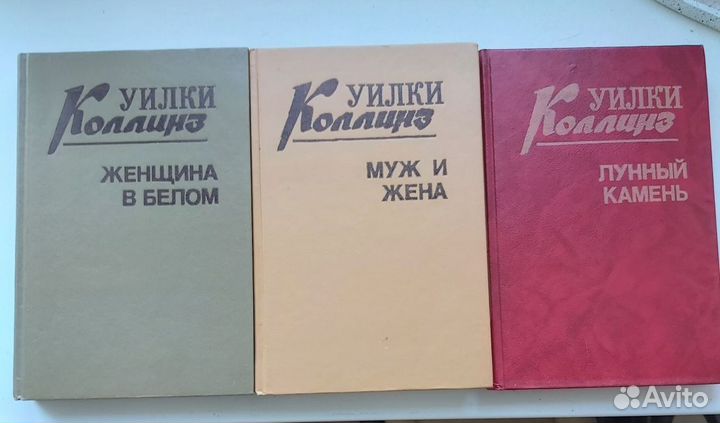 УИЛКИ
Коллинз
ЖЕНЩИНА
В БЕЛОМ
УИЛКИ
Коллинз
МУЖ И
ЖЕНА
УИЛКИ
Коллинз
ЛУННЫЙ
КАМЕНЬ
Avito